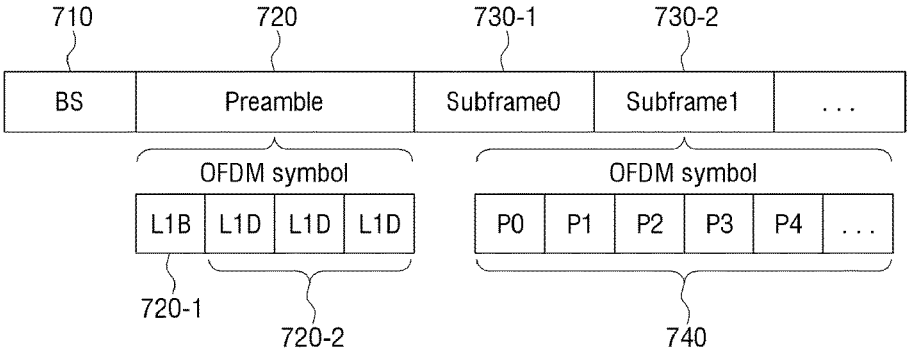 710 720 730-1 730-2
BS Preamble Subframe0 Subframe1 ...
OFDM symbol OFDM symbol
L1B L1D L1D L1D P0 P1 P2 P3 P4 ...
720-1 720-2 740